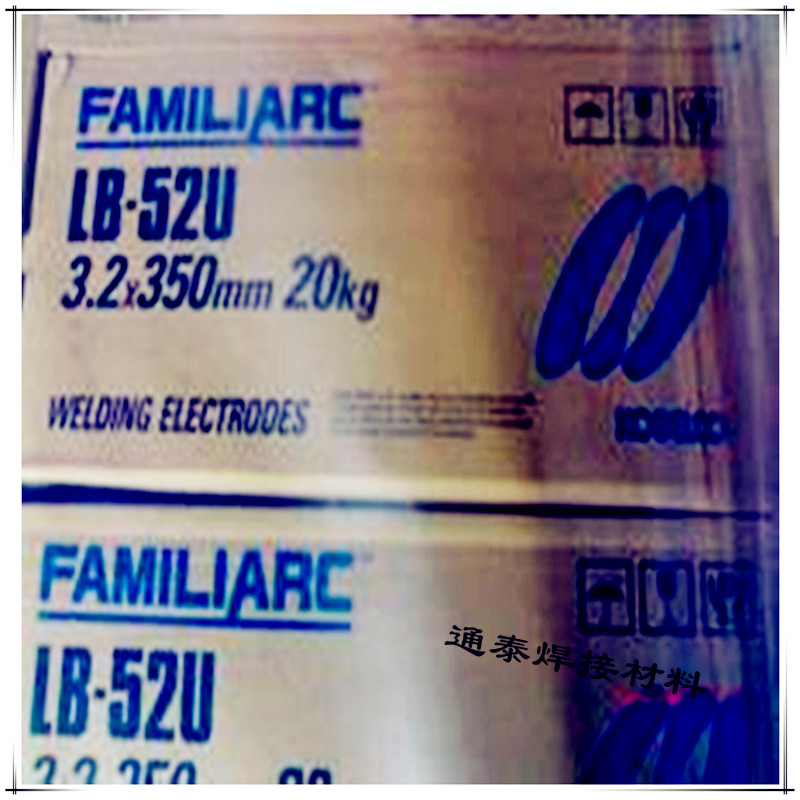 FAMILIARC
LB-52U
3.2x350mm 20kg
WELDING ELECTRODES
FAMILIARC
LB-52U
通泰焊接材料